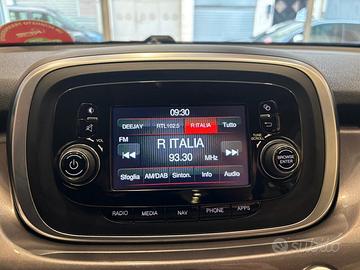 09:30
DEEJAY RTL102.5 R ITALIA Tutto
FM
R ITALIA
93.30 MHz
Sfoglia AM/DAB Sinton. Info Audio
VOL
TUNE
SCROLL
BROWSE
ENTER
RADIO MEDIA NAV PHONE APPS
subito